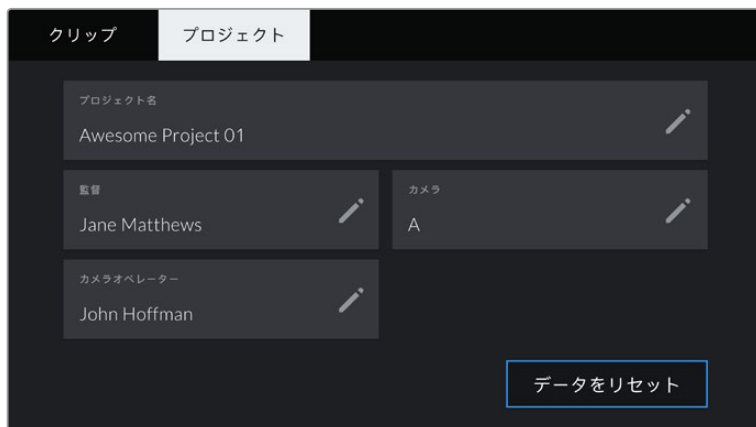 クリップ プロジェクト
プロジェクト名
Awesome Project 01
監督 カメラ
Jane Matthews A
カメラオペレーター
John Hoffman
データをリセット